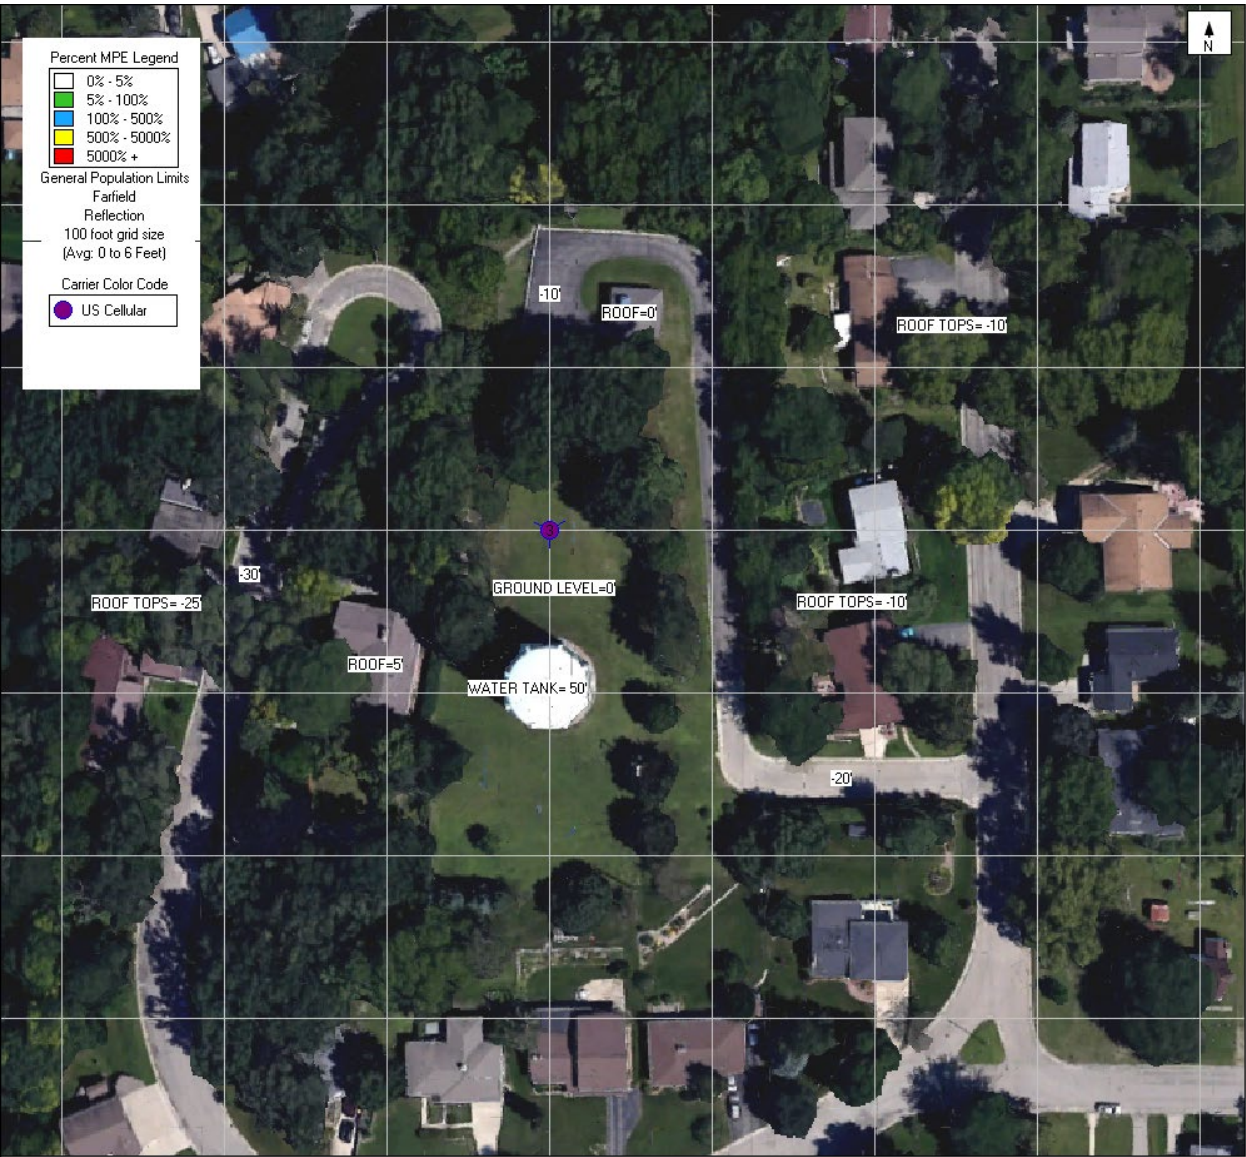 N
Percent MPE Legend
0% - 5%
5% - 100%
100% - 500%
500% - 5000%
5000% +
General Population Limits
Farfield
Reflection
100 foot grid size
(Avg: 0 to 6 Feet)
Carrier Color Code
US Cellular
-10'
ROOF=0'
ROOF TOPS= -10'
3
-30'
GROUND LEVEL=0'
ROOF TOPS= -25'
ROOF TOPS= -10'
ROOF=5'
WATER TANK= 50'
-20'